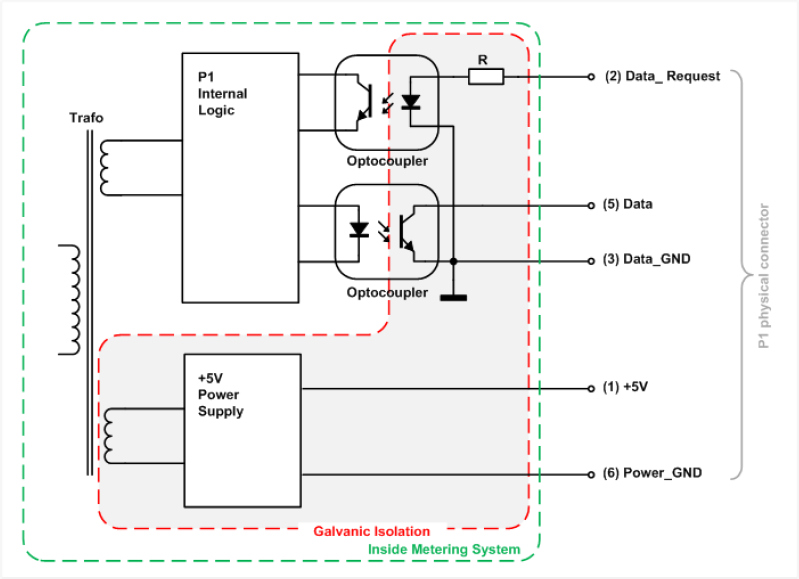 P1
Internal
Logic
Trafo
R
(2) Data_ Request
Optocoupler
(5) Data
(3) Data_GND
Optocoupler
P1 physical connector
+5V
Power
Supply
(1) +5V
(6) Power_GND
Galvanic Isolation
Inside Metering System